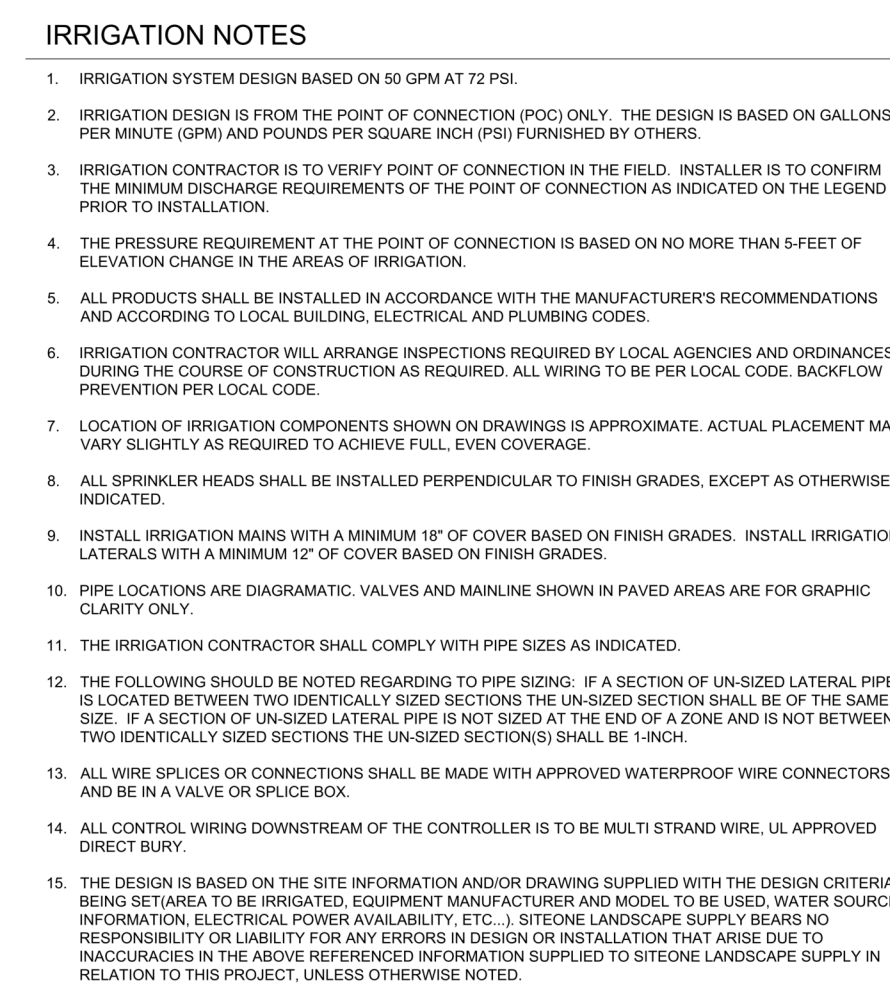 IRRIGATION NOTES
1. IRRIGATION SYSTEM DESIGN BASED ON 50 GPM AT 72 PSI.
2. IRRIGATION DESIGN IS FROM THE POINT OF CONNECTION (POC) ONLY. THE DESIGN IS BASED ON GALLONS
PER MINUTE (GPM) AND POUNDS PER SQUARE INCH (PSI) FURNISHED BY OTHERS.
3. IRRIGATION CONTRACTOR IS TO VERIFY POINT OF CONNECTION IN THE FIELD. INSTALLER IS TO CONFIRM
THE MINIMUM DISCHARGE REQUIREMENTS OF THE POINT OF CONNECTION AS INDICATED ON THE LEGEND
PRIOR TO INSTALLATION.
4. THE PRESSURE REQUIREMENT AT THE POINT OF CONNECTION IS BASED ON NO MORE THAN 5-FEET OF
ELEVATION CHANGE IN THE AREAS OF IRRIGATION.
5. ALL PRODUCTS SHALL BE INSTALLED IN ACCORDANCE WITH THE MANUFACTURER'S RECOMMENDATIONS
AND ACCORDING TO LOCAL BUILDING, ELECTRICAL AND PLUMBING CODES.
6. IRRIGATION CONTRACTOR WILL ARRANGE INSPECTIONS REQUIRED BY LOCAL AGENCIES AND ORDINANCES
DURING THE COURSE OF CONSTRUCTION AS REQUIRED. ALL WIRING TO BE PER LOCAL CODE. BACKFLOW
PREVENTION PER LOCAL CODE.
7. LOCATION OF IRRIGATION COMPONENTS SHOWN ON DRAWINGS IS APPROXIMATE. ACTUAL PLACEMENT MA
VARY SLIGHTLY AS REQUIRED TO ACHIEVE FULL, EVEN COVERAGE.
8. ALL SPRINKLER HEADS SHALL BE INSTALLED PERPENDICULAR TO FINISH GRADES, EXCEPT AS OTHERWISE
INDICATED.
9. INSTALL IRRIGATION MAINS WITH A MINIMUM 18" OF COVER BASED ON FINISH GRADES. INSTALL IRRIGATIO
LATERALS WITH A MINIMUM 12" OF COVER BASED ON FINISH GRADES.
10. PIPE LOCATIONS ARE DIAGRAMATIC. VALVES AND MAINLINE SHOWN IN PAVED AREAS ARE FOR GRAPHIC
CLARITY ONLY.
11. THE IRRIGATION CONTRACTOR SHALL COMPLY WITH PIPE SIZES AS INDICATED.
12. THE FOLLOWING SHOULD BE NOTED REGARDING TO PIPE SIZING: IF A SECTION OF UN-SIZED LATERAL PIPE
IS LOCATED BETWEEN TWO IDENTICALLY SIZED SECTIONS THE UN-SIZED SECTION SHALL BE OF THE SAME
SIZE. IF A SECTION OF UN-SIZED LATERAL PIPE IS NOT SIZED AT THE END OF A ZONE AND IS NOT BETWEEN
TWO IDENTICALLY SIZED SECTIONS THE UN-SIZED SECTION(S) SHALL BE 1-INCH.
13. ALL WIRE SPLICES OR CONNECTIONS SHALL BE MADE WITH APPROVED WATERPROOF WIRE CONNECTORS
AND BE IN A VALVE OR SPLICE BOX.
14. ALL CONTROL WIRING DOWNSTREAM OF THE CONTROLLER IS TO BE MULTI STRAND WIRE, UL APPROVED
DIRECT BURY.
15. THE DESIGN IS BASED ON THE SITE INFORMATION AND/OR DRAWING SUPPLIED WITH THE DESIGN CRITERIA
BEING SET(AREA TO BE IRRIGATED, EQUIPMENT MANUFACTURER AND MODEL TO BE USED, WATER SOURC
INFORMATION, ELECTRICAL POWER AVAILABILITY, ETC...). SITEONE LANDSCAPE SUPPLY BEARS NO
RESPONSIBILITY OR LIABILITY FOR ANY ERRORS IN DESIGN OR INSTALLATION THAT ARISE DUE TO
INACCURACIES IN THE ABOVE REFERENCED INFORMATION SUPPLIED TO SITEONE LANDSCAPE SUPPLY IN
RELATION TO THIS PROJECT, UNLESS OTHERWISE NOTED.